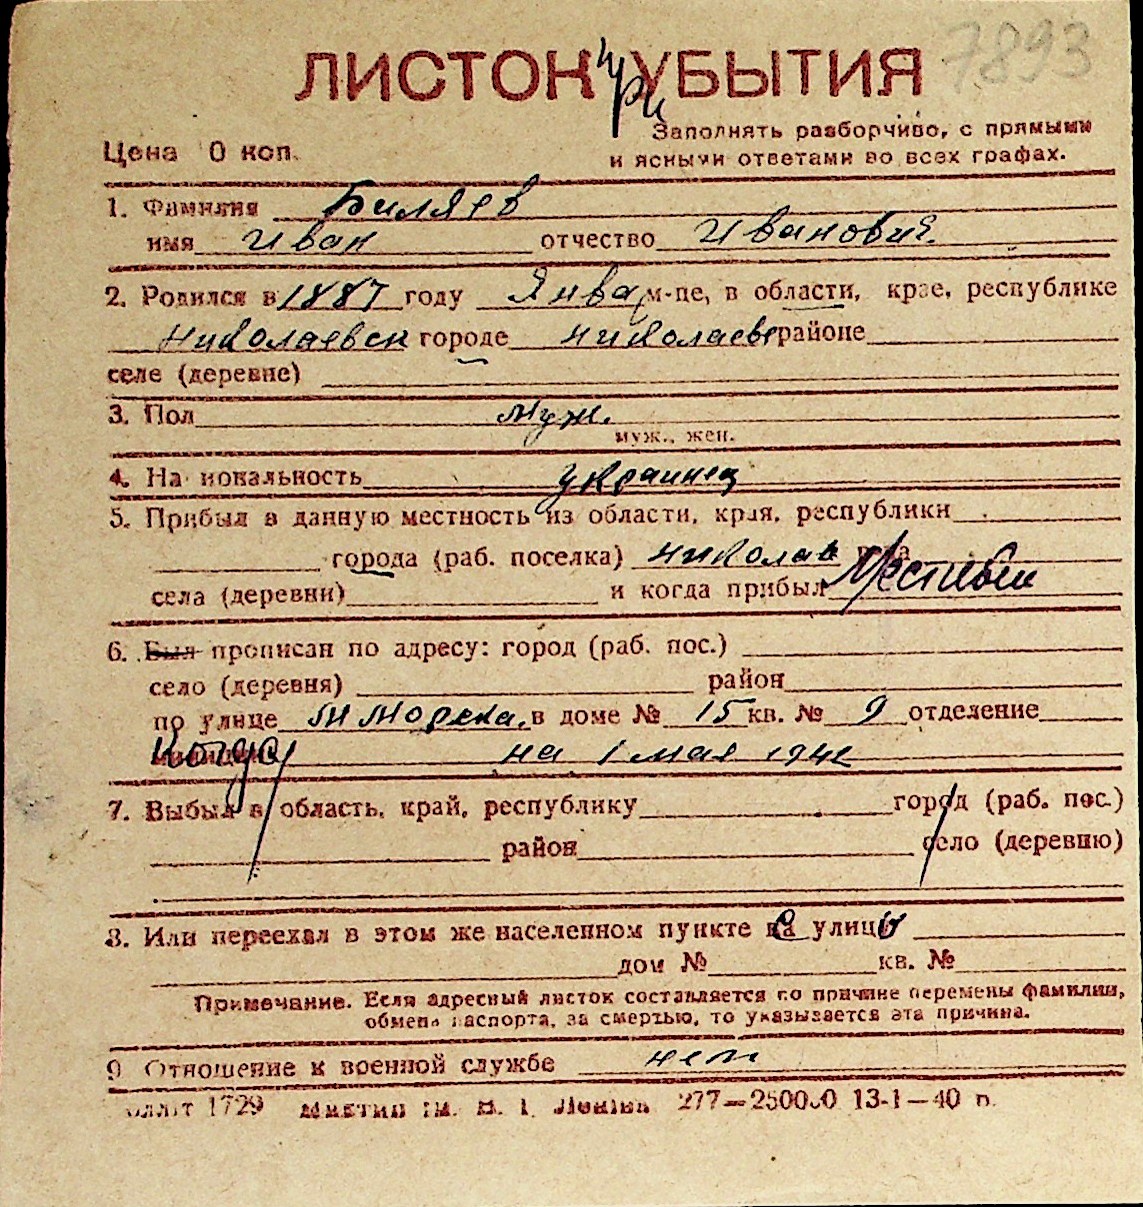 7893
ЛИСТОК при УБЫТИЯ
Цена 0 коп.
Заполнять разборчиво, с прямыми
и ясными ответами во всех графах.
1. Фамилия Биляев
имя Иван отчество Иванович.
2. Родился в 1887 году Янва м-це, в области, крае, республике
Николаевск городе Николаеве районе
селе (деревне)
3. Пол муж.
муж., жен.
4. На иовальность украинец
5. Прибыл в данную местность из области, края, республики
города (раб. поселка) Николаев
села (деревни) и когда прибыл Местный
6. Был прописан по адресу: город (раб. пос.)
село (деревня) район
по улице М Морская, в доме № 15 кв. № 9 отделение
когда на 1 мая 1942
7. Выбыл в область, край, республику город (раб. пос.)
район село (деревню)
8. Или переехал в этом же населенном пункте с улицы
дом № кв. №
Примечание. Если адресный листок составляется по причине перемены фамилии,
обмена паспорта, за смертью, то указывается эта причина.
9 Отношение к военной службе нет
1729 277—250000 13-1—40 р.